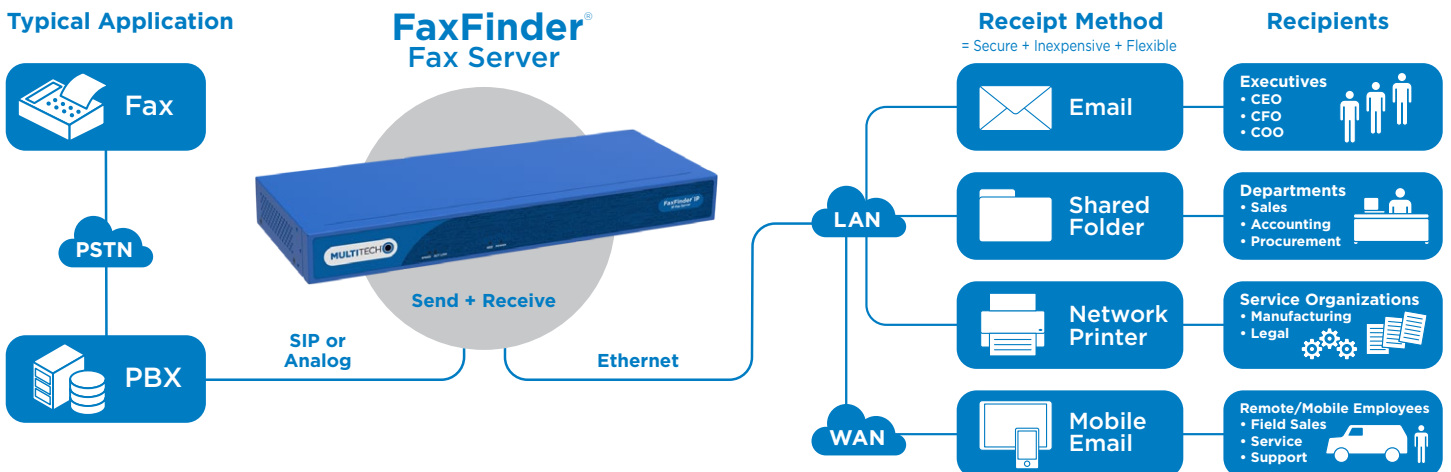 Typical Application
FaxFinder®
Fax Server
Receipt Method
= Secure + Inexpensive + Flexible
Recipients
Fax
PSTN
PBX
SIP or
Analog
MULTITECH
FaxFinder IP
Send + Receive
Ethernet
LAN
WAN
Email
Shared
Folder
Network
Printer
Mobile
Email
Executives
• CEO
• CFO
• COO
Departments
• Sales
• Accounting
• Procurement
Service Organizations
• Manufacturing
• Legal
Remote/Mobile Employees
• Field Sales
• Service
• Support